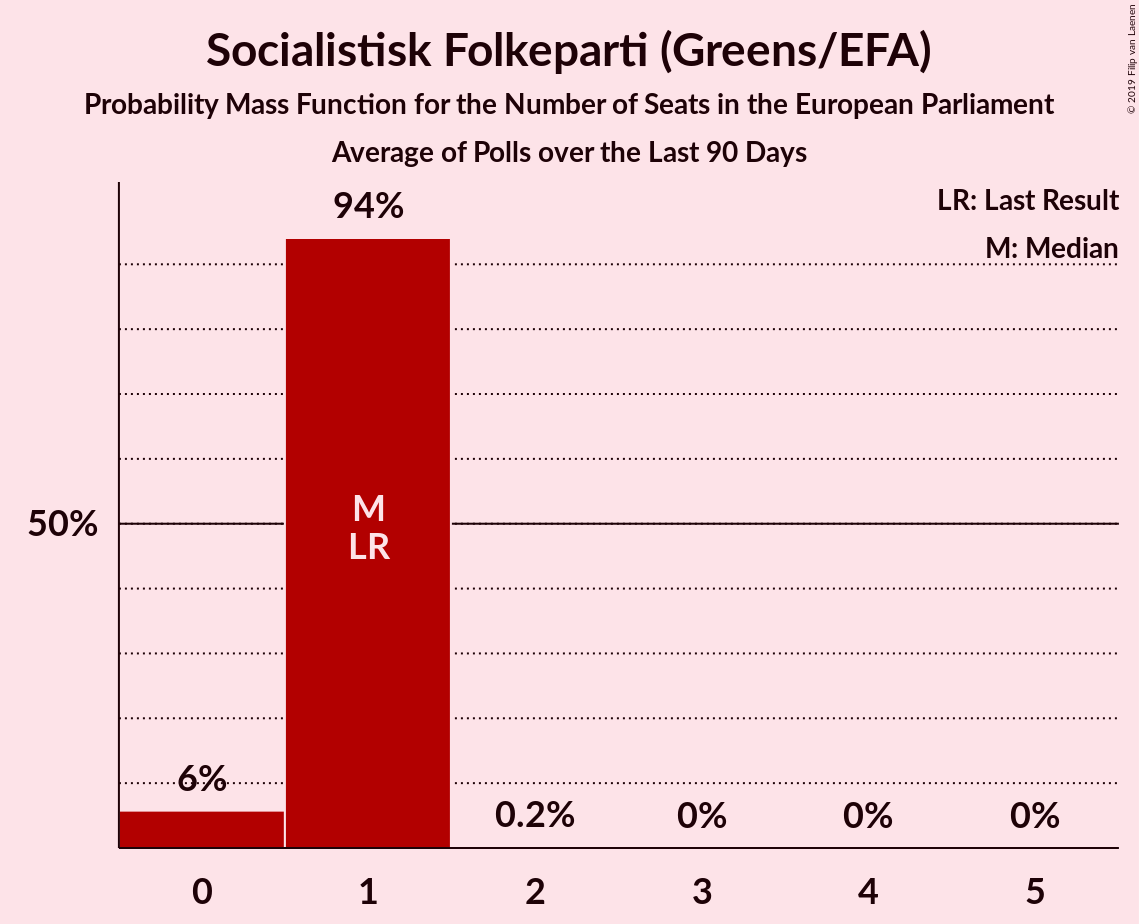 Socialistisk Folkeparti (Greens/EFA)
Probability Mass Function for the Number of Seats in the European Parliament
Average of Polls over the Last 90 Days
© 2019 Filip van Laenen
LR: Last Result
M: Median
94%
M
LR
50%
6%
0.2%
0%
0%
0%
0
1
2
3
4
5